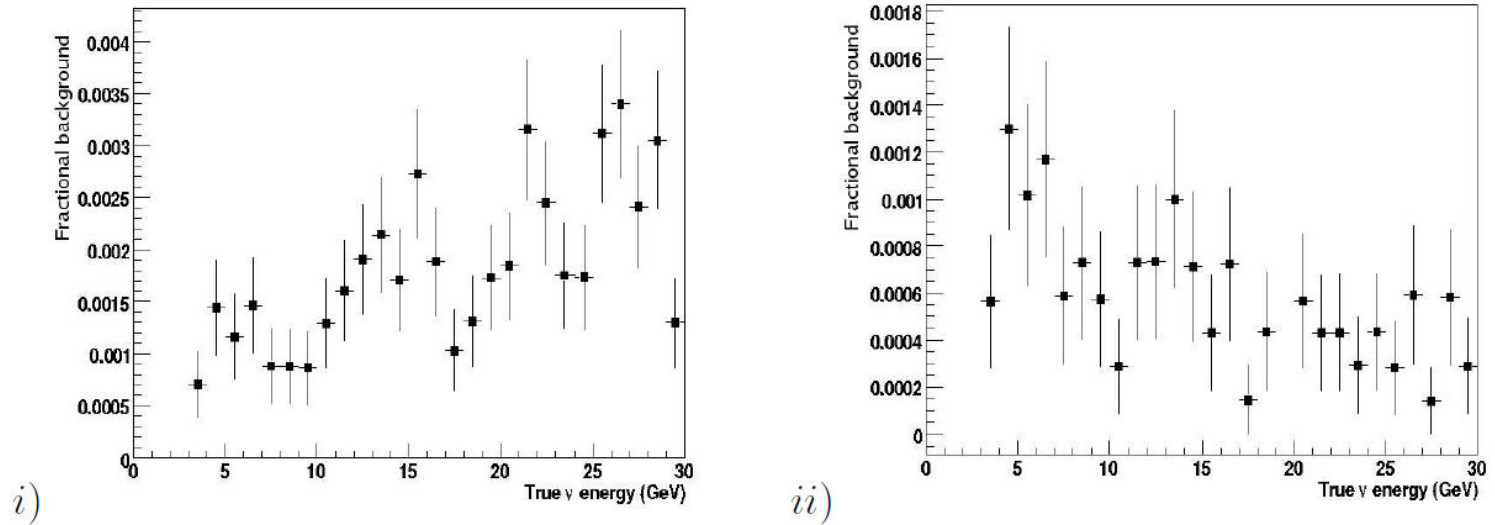 Fractional background
0.004
0.0035
0.003
0.0025
0.002
0.0015
0.001
0.0005
0
0 5 10 15 20 25 30
True ν energy (GeV)
i)
Fractional background
0.0018
0.0016
0.0014
0.0012
0.001
0.0008
0.0006
0.0004
0.0002
0
0 5 10 15 20 25 30
True ν energy (GeV)
ii)